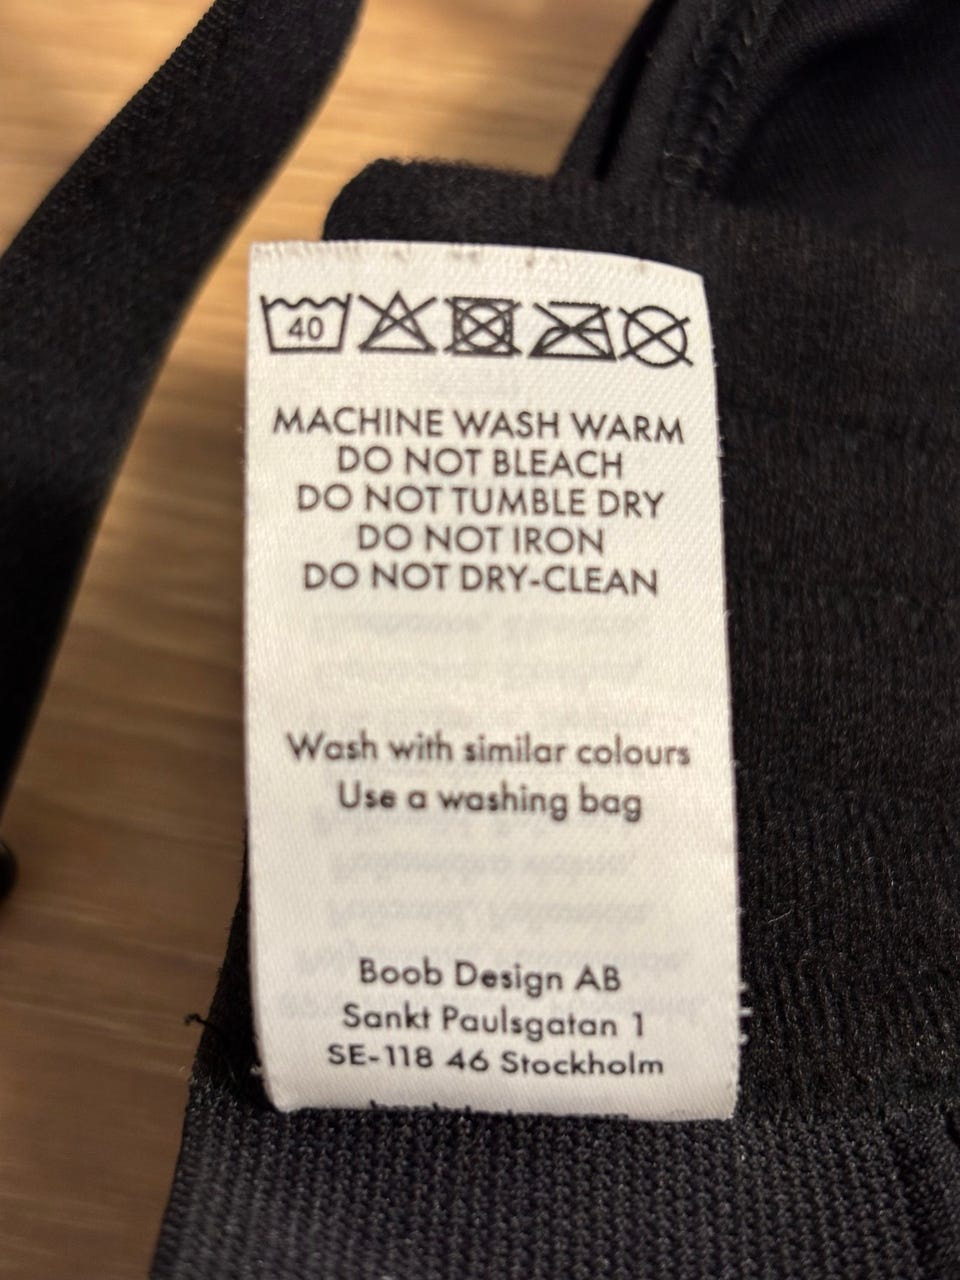 40
MACHINE WASH WARM
DO NOT BLEACH
DO NOT TUMBLE DRY
DO NOT IRON
DO NOT DRY-CLEAN
Wash with similar colours
Use a washing bag
Boob Design AB
Sankt Paulsgatan 1
SE-118 46 Stockholm